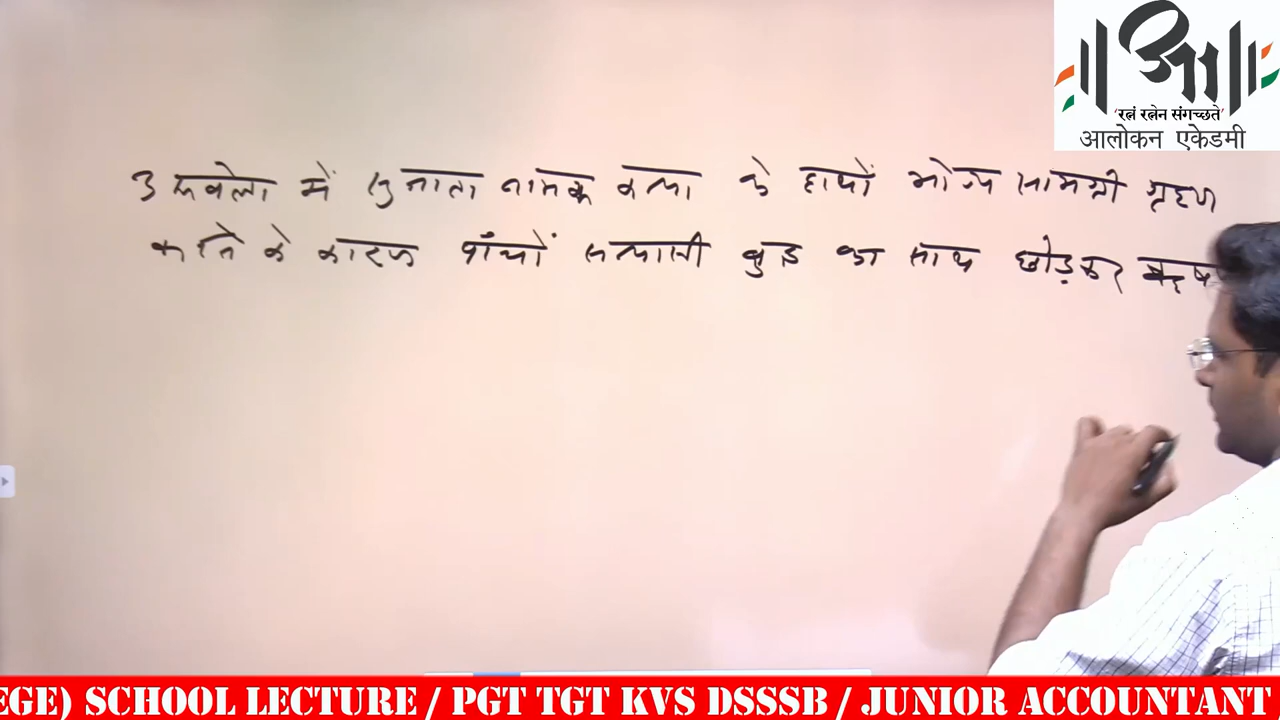 'रत्नं रत्नेन संगच्छते'
आलोकन एकेडमी
उरुवेला में सुजाता नामक कन्या के हाथों भोज्य सामग्री ग्रहण
करने के कारण पाँचों सन्यासी बुद्ध का साथ छोड़कर
EGE) SCHOOL LECTURE / PGT TGT KVS DSSSB / JUNIOR ACCOUNTANT